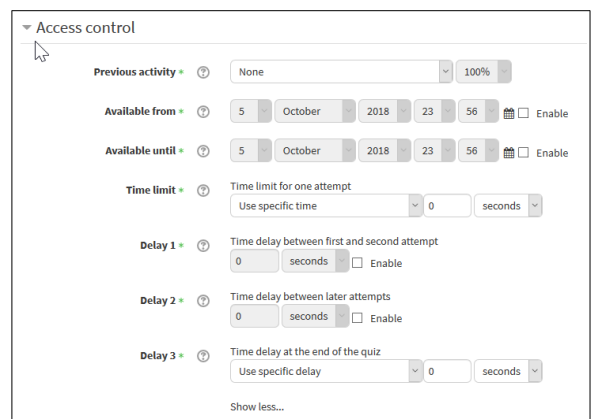 Access control
Previous activity * None 100%
Available from * 5 October 2018 23 56 Enable
Available until * 5 October 2018 23 56 Enable
Time limit * Time limit for one attempt
Use specific time 0 seconds
Delay 1 * Time delay between first and second attempt
0 seconds Enable
Delay 2 * Time delay between later attempts
0 seconds Enable
Delay 3 * Time delay at the end of the quiz
Use specific delay 0 seconds
Show less...